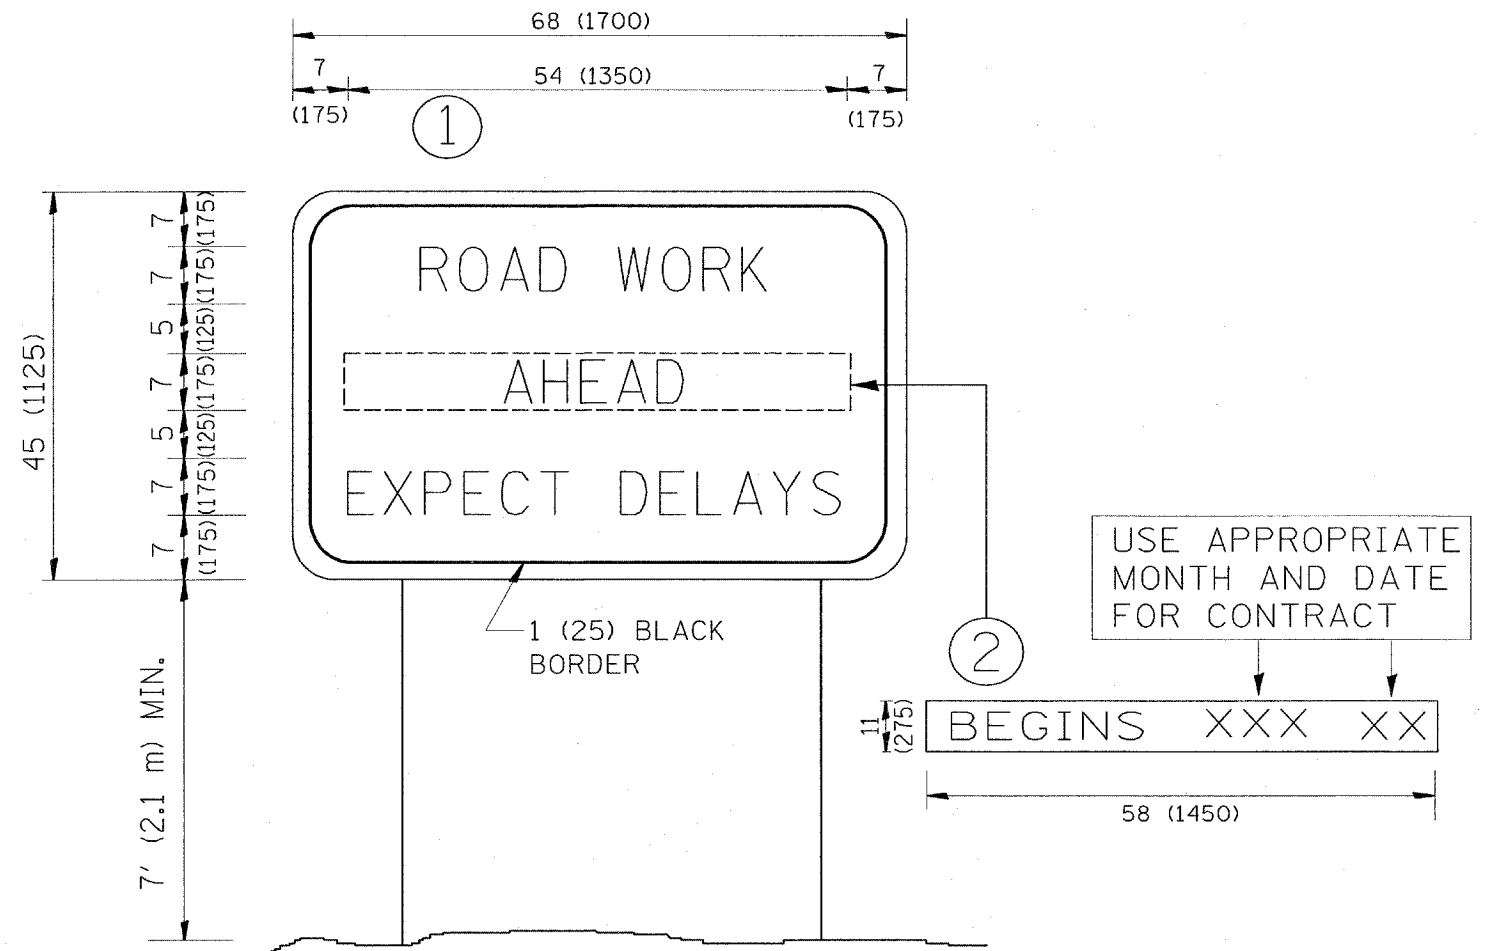 68 (1700)
7
54 (1350)
7
(175)
(175)
1
45 (1125)
7
(175)
7
(175)
5
(125)
7
(175)
5
(125)
7
(175)
7
(175)
ROAD WORK
AHEAD
EXPECT DELAYS
1 (25) BLACK
BORDER
7' (2.1 m) MIN.
2
USE APPROPRIATE
MONTH AND DATE
FOR CONTRACT
11
(275)
BEGINS XXX XX
58 (1450)